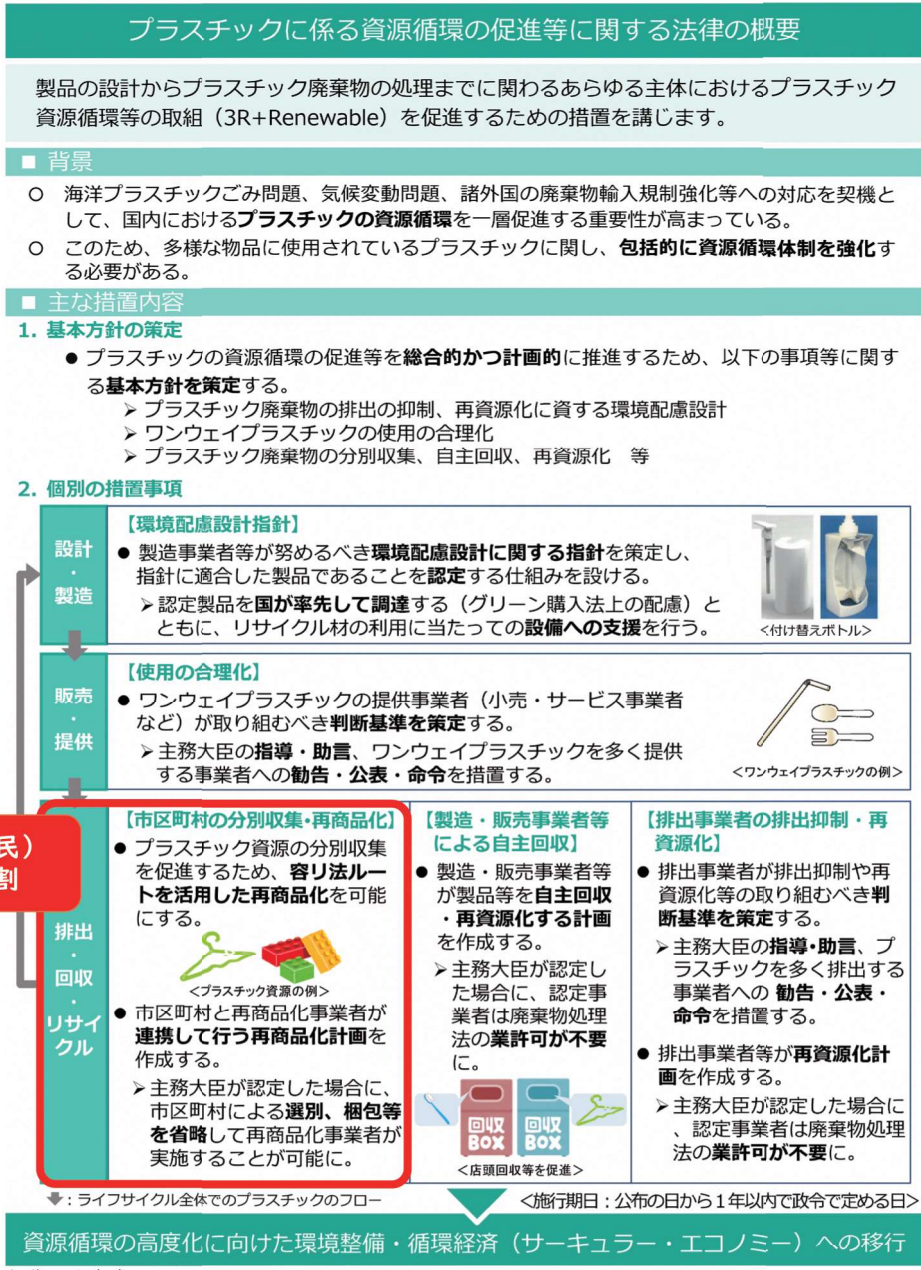 プラスチックに係る資源循環の促進等に関する法律の概要
製品の設計からプラスチック廃棄物の処理までに関わるあらゆる主体におけるプラスチック
資源循環等の取組（3R+Renewable）を促進するための措置を講じます。
■ 背景
○ 海洋プラスチックごみ問題、気候変動問題、諸外国の廃棄物輸入規制強化等への対応を契機と
して、国内におけるプラスチックの資源循環を一層促進する重要性が高まっている。
○ このため、多様な物品に使用されているプラスチックに関し、包括的に資源循環体制を強化す
る必要がある。
■ 主な措置内容
1. 基本方針の策定
● プラスチックの資源循環の促進等を総合的かつ計画的に推進するため、以下の事項等に関す
る基本方針を策定する。
➢ プラスチック廃棄物の排出の抑制、再資源化に資する環境配慮設計
➢ ワンウェイプラスチックの使用の合理化
➢ プラスチック廃棄物の分別収集、自主回収、再資源化　等
2. 個別の措置事項
設計
・
製造
【環境配慮設計指針】
● 製造事業者等が努めるべき環境配慮設計に関する指針を策定し、
指針に適合した製品であることを認定する仕組みを設ける。
➢認定製品を国が率先して調達する（グリーン購入法上の配慮）と
ともに、リサイクル材の利用に当たっての設備への支援を行う。
<付け替えボトル>
販売
・
提供
【使用の合理化】
● ワンウェイプラスチックの提供事業者（小売・サービス事業者
など）が取り組むべき判断基準を策定する。
➢主務大臣の指導・助言、ワンウェイプラスチックを多く提供
する事業者への勧告・公表・命令を措置する。
<ワンウェイプラスチックの例>
民）
割
排出
・
回収
・
リサイ
クル
【市区町村の分別収集・再商品化】
● プラスチック資源の分別収集
を促進するため、容リ法ルー
トを活用した再商品化を可能
にする。
<プラスチック資源の例>
● 市区町村と再商品化事業者が
連携して行う再商品化計画を
作成する。
➢主務大臣が認定した場合に、
市区町村による選別、梱包等
を省略して再商品化事業者が
実施することが可能に。
【製造・販売事業者等
による自主回収】
● 製造・販売事業者等
が製品等を自主回収
・再資源化する計画
を作成する。
➢主務大臣が認定し
た場合に、認定事
業者は廃棄物処理
法の業許可が不要
に。
回収
BOX
回収
BOX
<店頭回収等を促進>
【排出事業者の排出抑制・再
資源化】
● 排出事業者が排出抑制や再
資源化等の取り組むべき判
断基準を策定する。
➢主務大臣の指導・助言、プ
ラスチックを多く排出する
事業者への 勧告・公表・
命令を措置する。
● 排出事業者等が再資源化計
画を作成する。
➢主務大臣が認定した場合に
、認定事業者は廃棄物処理
法の業許可が不要に。
：ライフサイクル全体でのプラスチックのフロー
<施行期日：公布の日から１年以内で政令で定める日>
資源循環の高度化に向けた環境整備・循環経済（サーキュラー・エコノミー）への移行